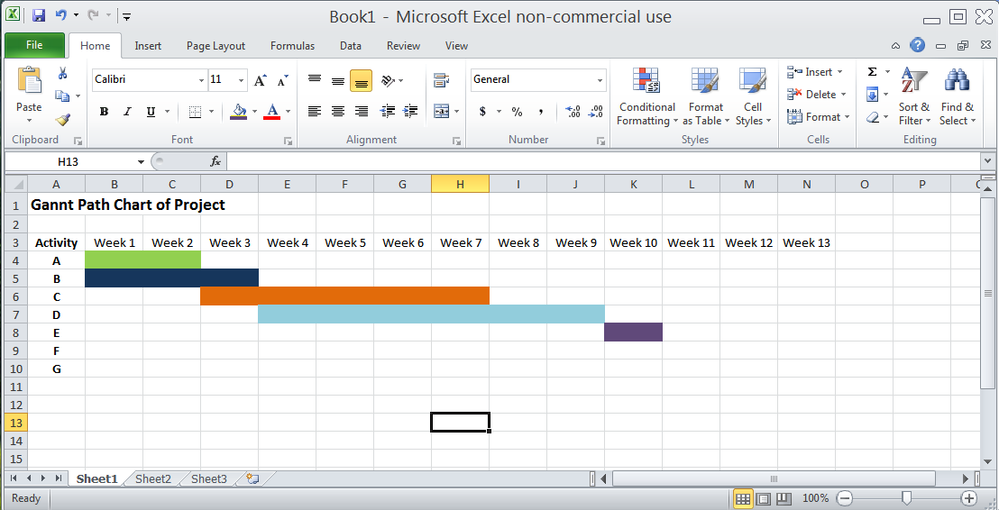 Book1 - Microsoft Excel non-commercial use
File Home Insert Page Layout Formulas Data Review View
Paste Calibri 11 A A General Conditional Formatting Format as Table Cell Styles Insert Delete Format Σ Sort & Filter Find & Select
B I U A $ % , .00 .0
Clipboard Font Alignment Number Styles Cells Editing
H13 fx
A B C D E F G H I J K L M N O P
1 Gannt Path Chart of Project
2
3 Activity Week 1 Week 2 Week 3 Week 4 Week 5 Week 6 Week 7 Week 8 Week 9 Week 10 Week 11 Week 12 Week 13
4 A
5 B
6 C
7 D
8 E
9 F
10 G
11
12
13
14
15
Sheet1 Sheet2 Sheet3
Ready 100%